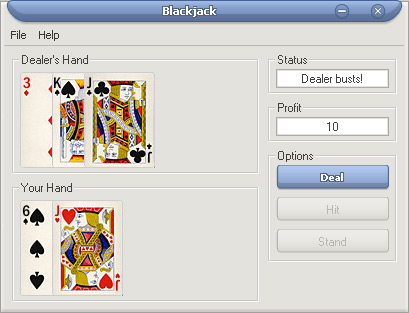 Blackjack
File Help
Dealer's Hand
3 K J
J
Your Hand
6 J
J
Status
Dealer busts!
Profit
10
Options
Deal
Hit
Stand